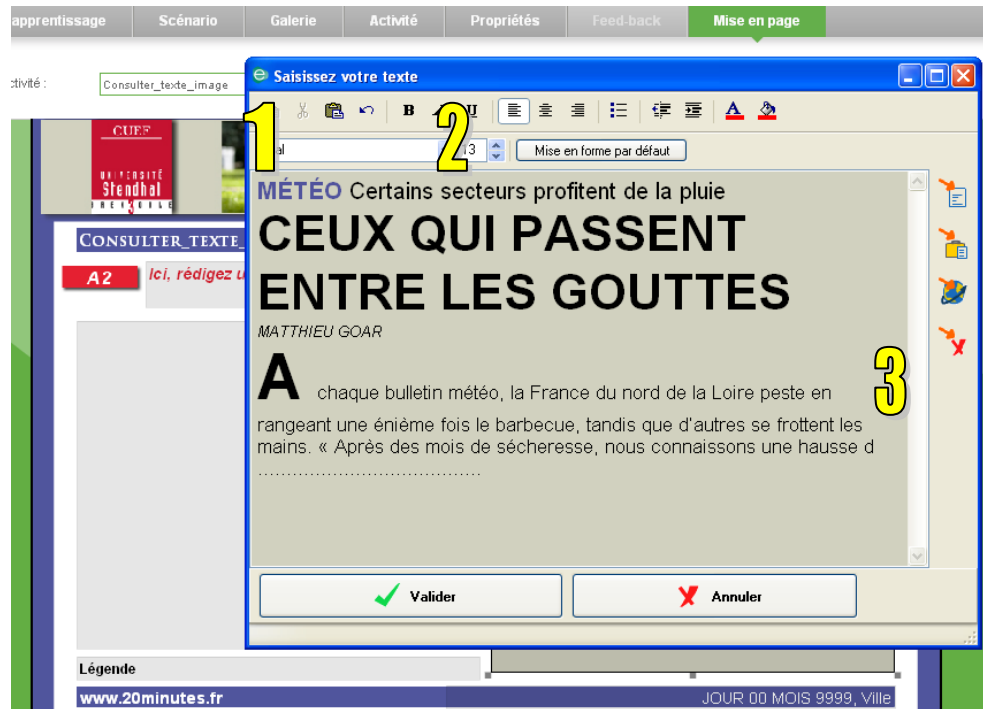 apprentissage Scénario Galerie Activité Propriétés Feed-back Mise en page
Consulter_texte_image
Saisissez votre texte
1
2
B U
13 Mise en forme par défaut
CUEF
UNIVERSITÉ
Stendhal
GRENOBLE
CONSULTER_TEXTE_
A2
Ici, rédigez
MÉTÉO Certains secteurs profitent de la pluie
CEUX QUI PASSENT
ENTRE LES GOUTTES
MATTHIEU GOAR
A chaque bulletin météo, la France du nord de la Loire peste en
rangeant une énième fois le barbecue, tandis que d'autres se frottent les
mains. « Après des mois de sécheresse, nous connaissons une hausse d
.......................................
3
Valider Annuler
Légende
www.20minutes.fr JOUR 00 MOIS 9999, Ville